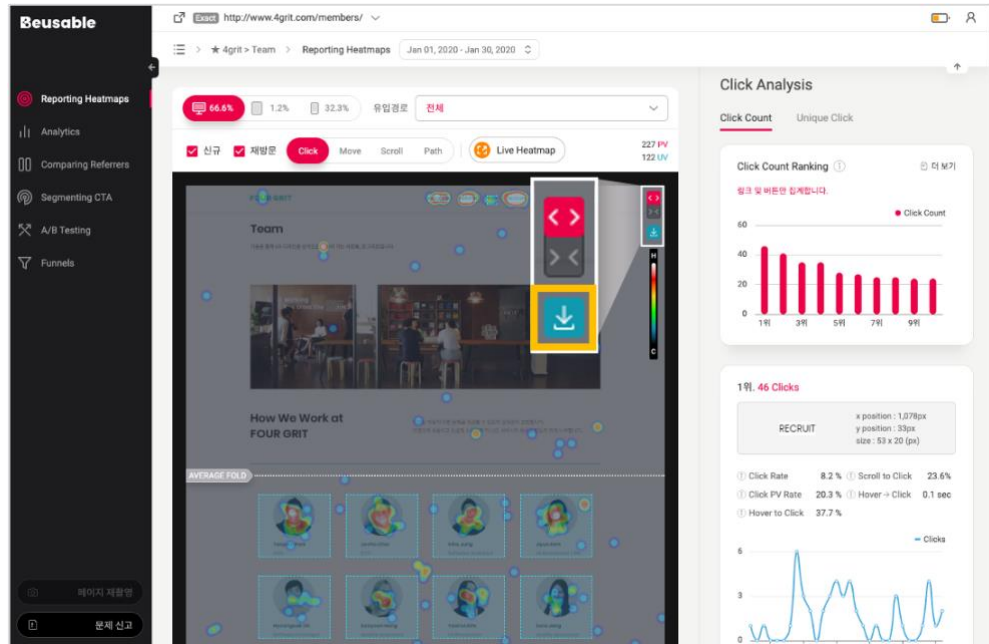 Beusable
Exact http://www.4grit.com/members/
★ 4grit > Team > Reporting Heatmaps Jan 01, 2020 - Jan 30, 2020
Reporting Heatmaps
Analytics
Comparing Referrers
Segmenting CTA
A/B Testing
Funnels
페이지 재촬영
문제 신고
66.6% 1.2% 32.3% 유입경로 전체
신규 재방문 Click Move Scroll Path Live Heatmap
227 PV
122 UV
FOUR GRIT
Team
H
C
How We Work at
FOUR GRIT
AVERAGE FOLD
Click Analysis
Click Count Unique Click
Click Count Ranking 더 보기
링크 및 버튼만 집계합니다.
Click Count
60
40
20
0
1위 3위 5위 7위 9위
1위. 46 Clicks
RECRUIT
x position : 1,078px
y position : 33px
size : 53 x 20 (px)
Click Rate 8.2 % Scroll to Click 23.6%
Click PV Rate 20.3 % Hover → Click 0.1 sec
Hover to Click 37.7 %
Clicks
6
3
0